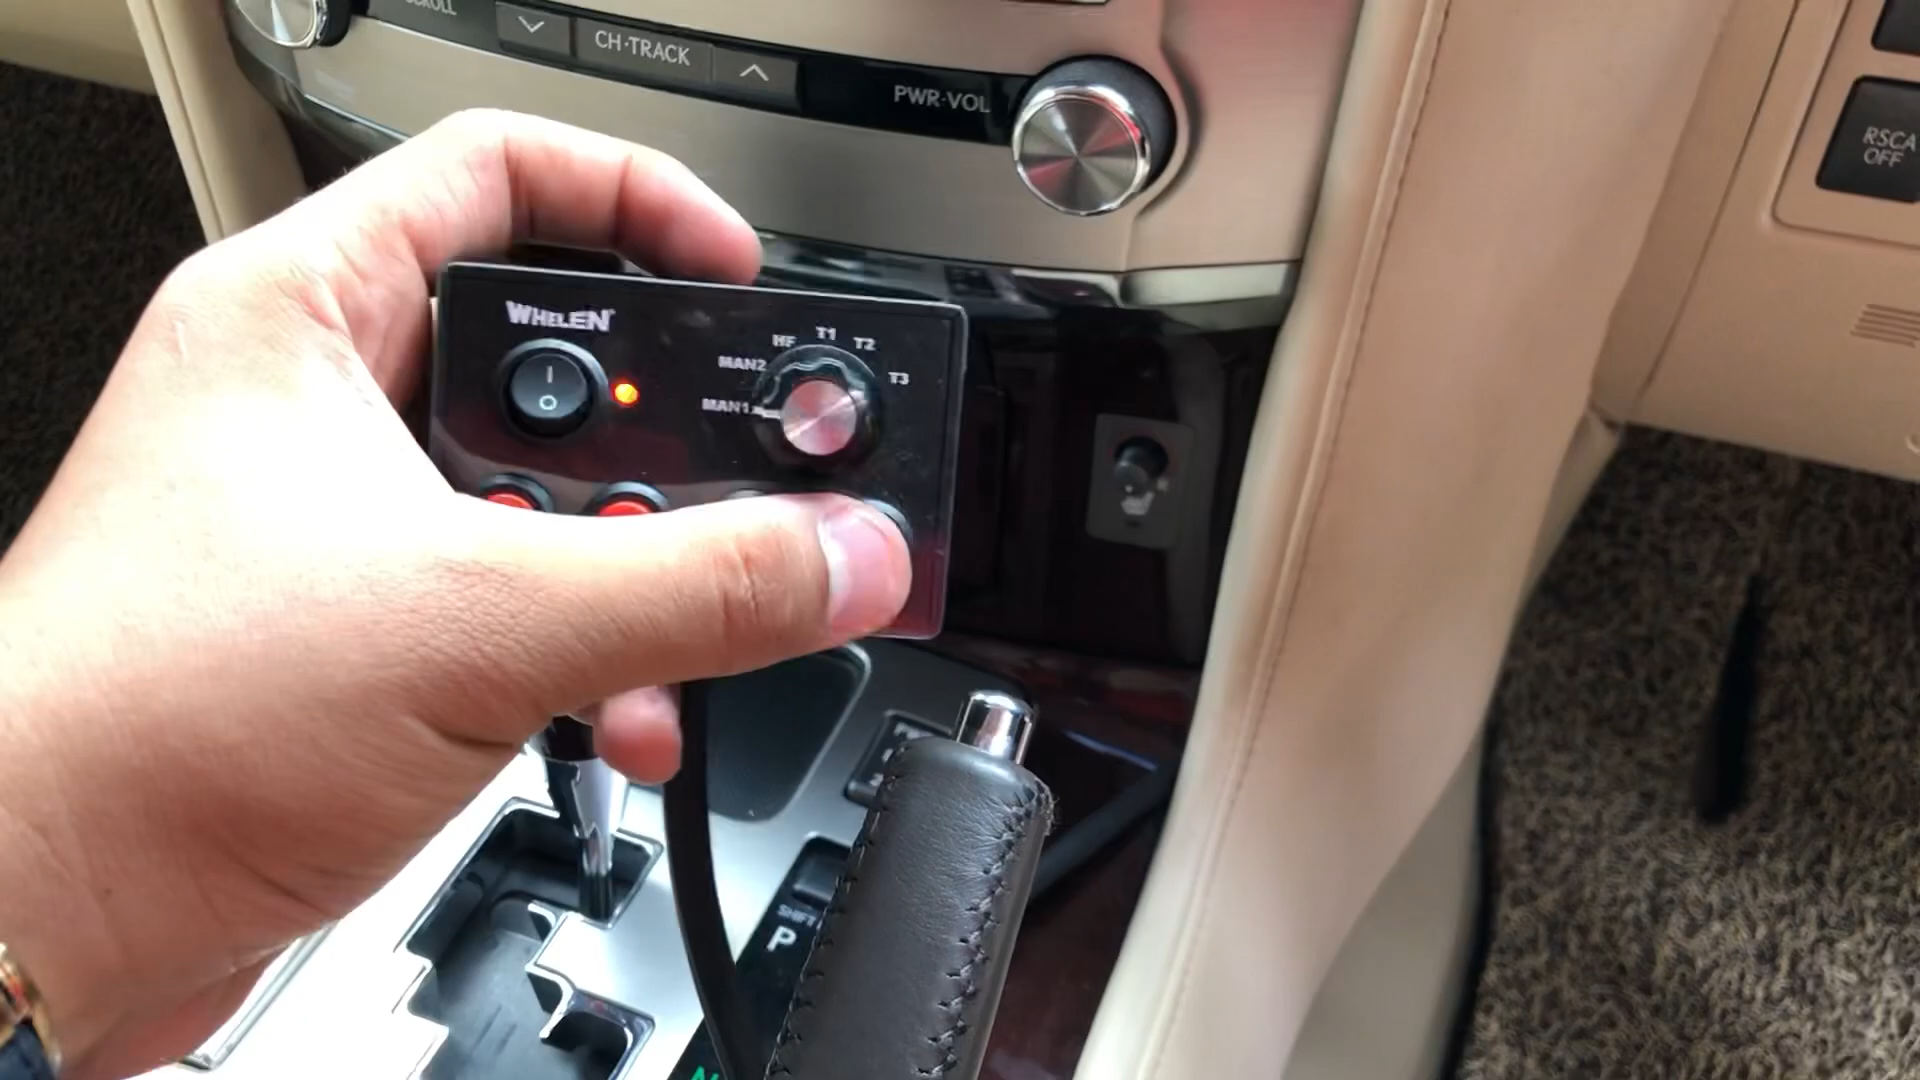 SCROLL
CH·TRACK
PWR·VOL
RSCA
OFF
WHELEN
HF T1 T2
MAN2 T3
MAN1
I
O
SHIFT
P